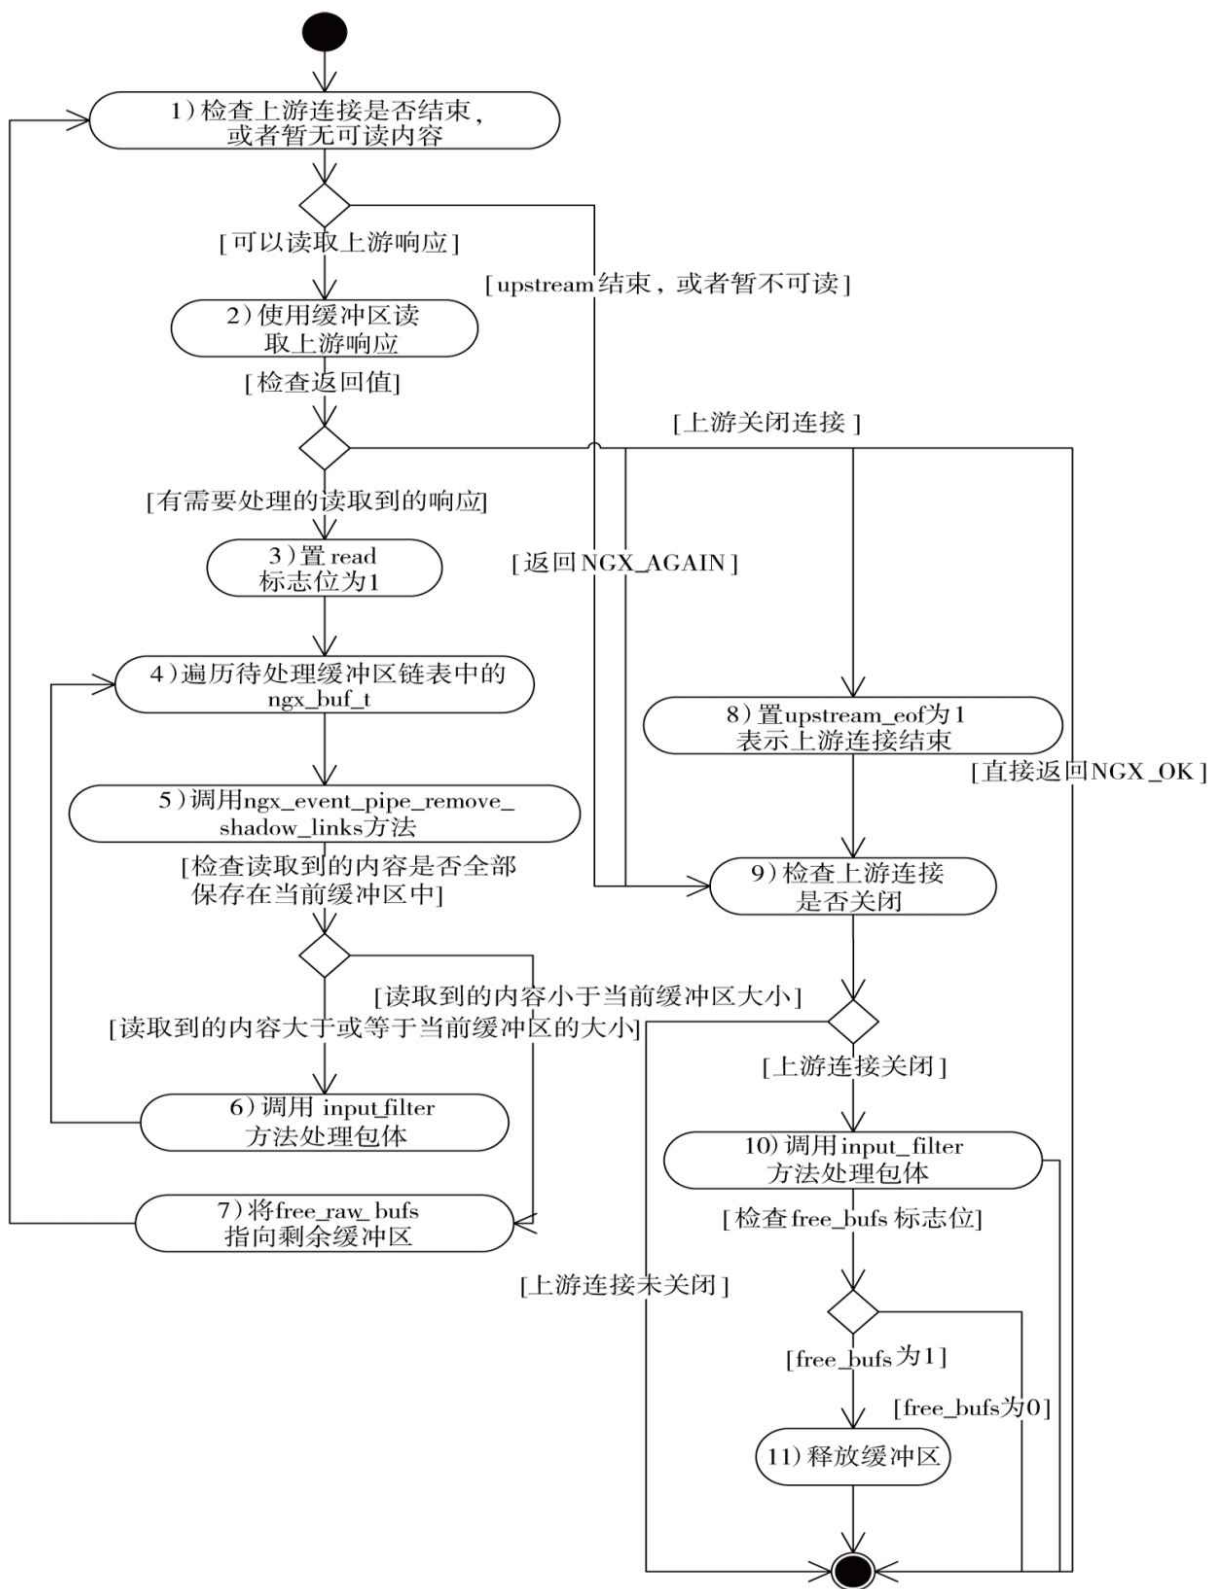 1)检查上游连接是否结束,
或者暂无可读内容
[可以读取上游响应]
[upstream结束, 或者暂不可读]
2)使用缓冲区读
取上游响应
[检查返回值]
[上游关闭连接]
[有需要处理的读取到的响应]
3)置read
标志位为1
[返回NGX_AGAIN]
4)遍历待处理缓冲区链表中的
ngx_buf_t
8)置upstream_eof为1
表示上游连接结束
[直接返回NGX_OK]
5)调用ngx_event_pipe_remove_
shadow_links方法
[检查读取到的内容是否全部
保存在当前缓冲区中]
9)检查上游连接
是否关闭
[读取到的内容小于当前缓冲区大小]
[读取到的内容大于或等于当前缓冲区的大小]
[上游连接关闭]
6)调用 input_filter
方法处理包体
10)调用input_filter
方法处理包体
7)将free_raw_bufs
指向剩余缓冲区
[检查free_bufs 标志位]
[上游连接未关闭]
[free_bufs为1]
[free_bufs为0]
11)释放缓冲区